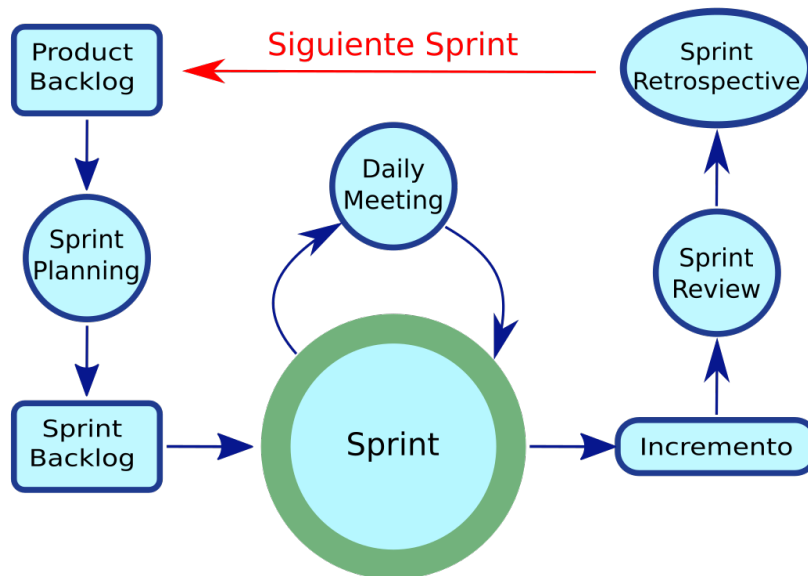 Product
Backlog
Siguiente Sprint
Sprint
Retrospective
Daily
Meeting
Sprint
Planning
Sprint
Review
Sprint
Backlog
Sprint
Incremento